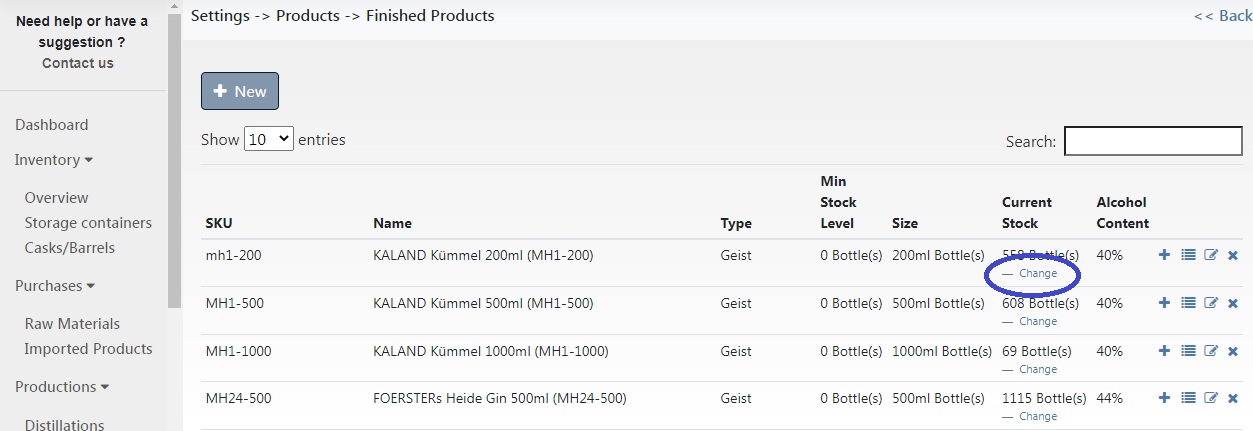 Need help or have a
suggestion ?
Contact us
Dashboard
Inventory
Overview
Storage containers
Casks/Barrels
Purchases
Raw Materials
Imported Products
Productions
Distillations
Settings -> Products -> Finished Products
<< Back
New
Show 10 entries
Search:
SKU Name Type Min Stock Level Size Current Stock Alcohol Content
mh1-200 KALAND Kümmel 200ml (MH1-200) Geist 0 Bottle(s) 200ml Bottle(s) Bottle(s) 40%
— Change
MH1-500 KALAND Kümmel 500ml (MH1-500) Geist 0 Bottle(s) 500ml Bottle(s) 608 Bottle(s) 40%
— Change
MH1-1000 KALAND Kümmel 1000ml (MH1-1000) Geist 0 Bottle(s) 1000ml Bottle(s) 69 Bottle(s) 40%
— Change
MH24-500 FOERSTERs Heide Gin 500ml (MH24-500) Geist 0 Bottle(s) 500ml Bottle(s) 1115 Bottle(s) 44%
— Change